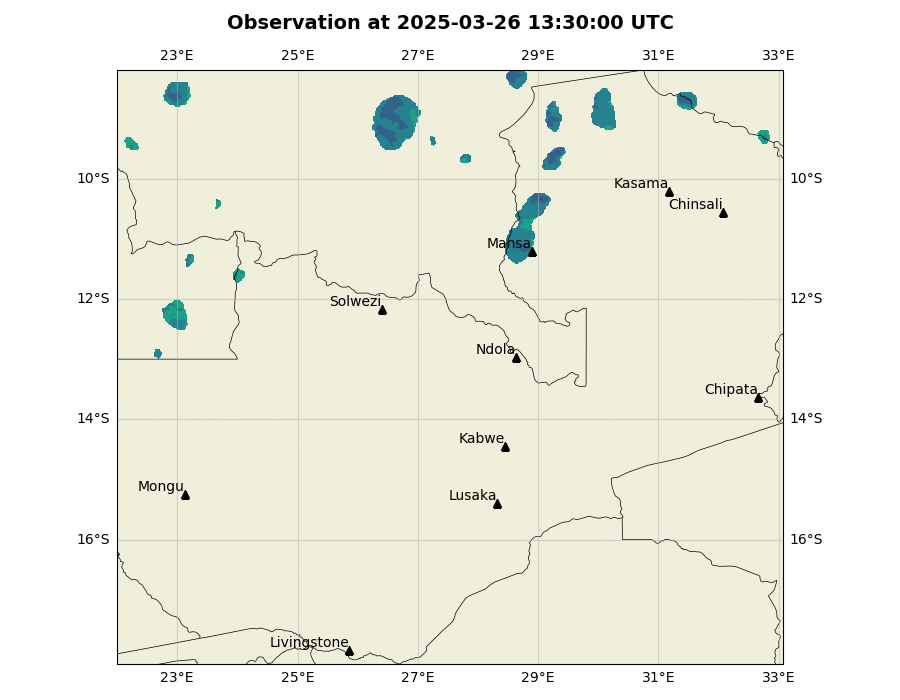 Observation at 2025-03-26 13:30:00 UTC
23°E 25°E 27°E 29°E 31°E 33°E
10°S 10°S
Kasama
Chinsali
Mansa
12°S 12°S
Solwezi
Ndola
Chipata
14°S 14°S
Kabwe
Mongu
Lusaka
16°S 16°S
Livingstone
23°E 25°E 27°E 29°E 31°E 33°E